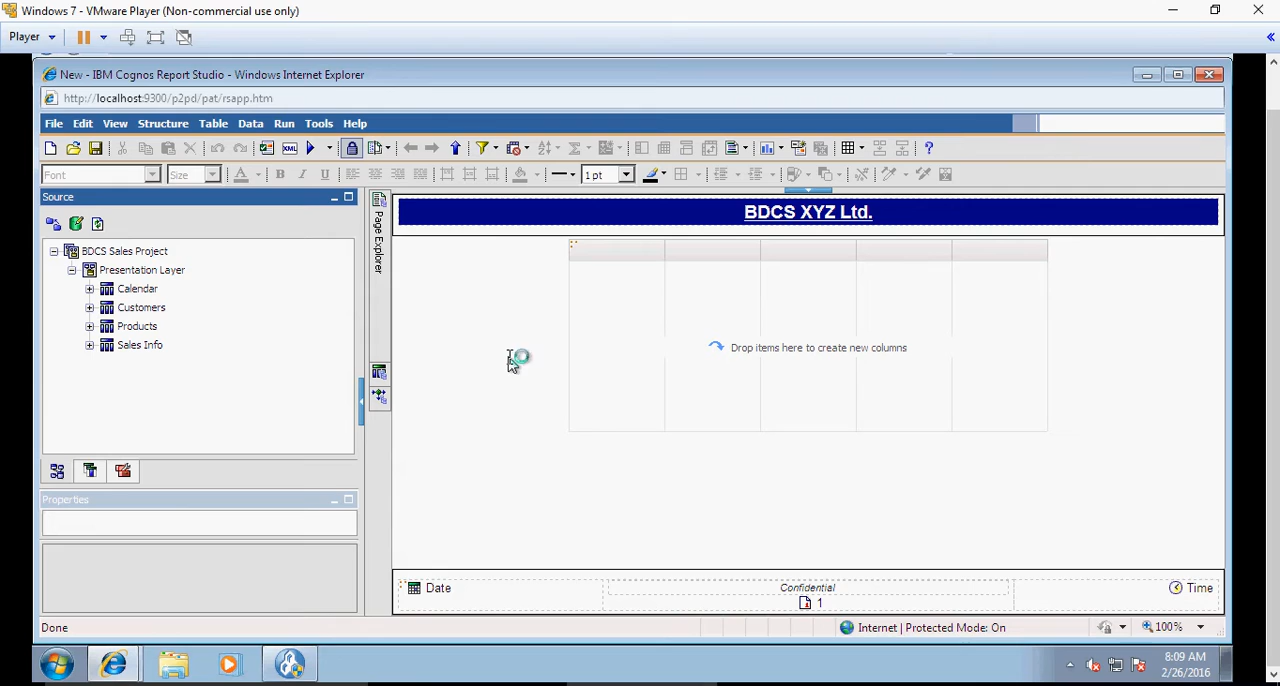 Windows 7 - VMware Player (Non-commercial use only)
Player
New - IBM Cognos Report Studio - Windows Internet Explorer
http://localhost:9300/p2pd/pat/rsapp.htm
File Edit View Structure Table Data Run Tools Help
Font Size B I U 1 pt
Source
BDCS Sales Project
Presentation Layer
Calendar
Customers
Products
Sales Info
Page Explorer
BDCS XYZ Ltd.
Drop items here to create new columns
Properties
Date Confidential Time
1
Done Internet | Protected Mode: On 100%
8:09 AM
2/26/2016